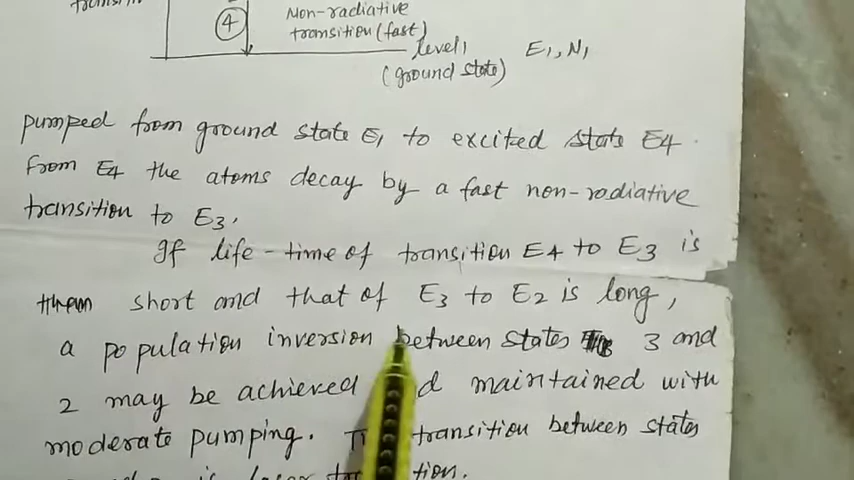 Non-radiative
④ transition (fast)
level 1 E1, N1
(ground state)
pumped from ground state E1 to excited state E4.
From E4 the atoms decay by a fast non-radiative
transition to E3.
If life-time of transition E4 to E3 is
short and that of E3 to E2 is long,
a population inversion between states 3 and
2 may be achieved maintained with
moderate pumping. transition between states
is laser